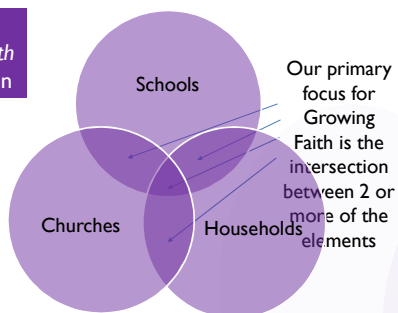 th
n
Schools
Our primary
focus for
Growing
Faith is the
intersection
between 2 or
more of the
elements
Churches
Households